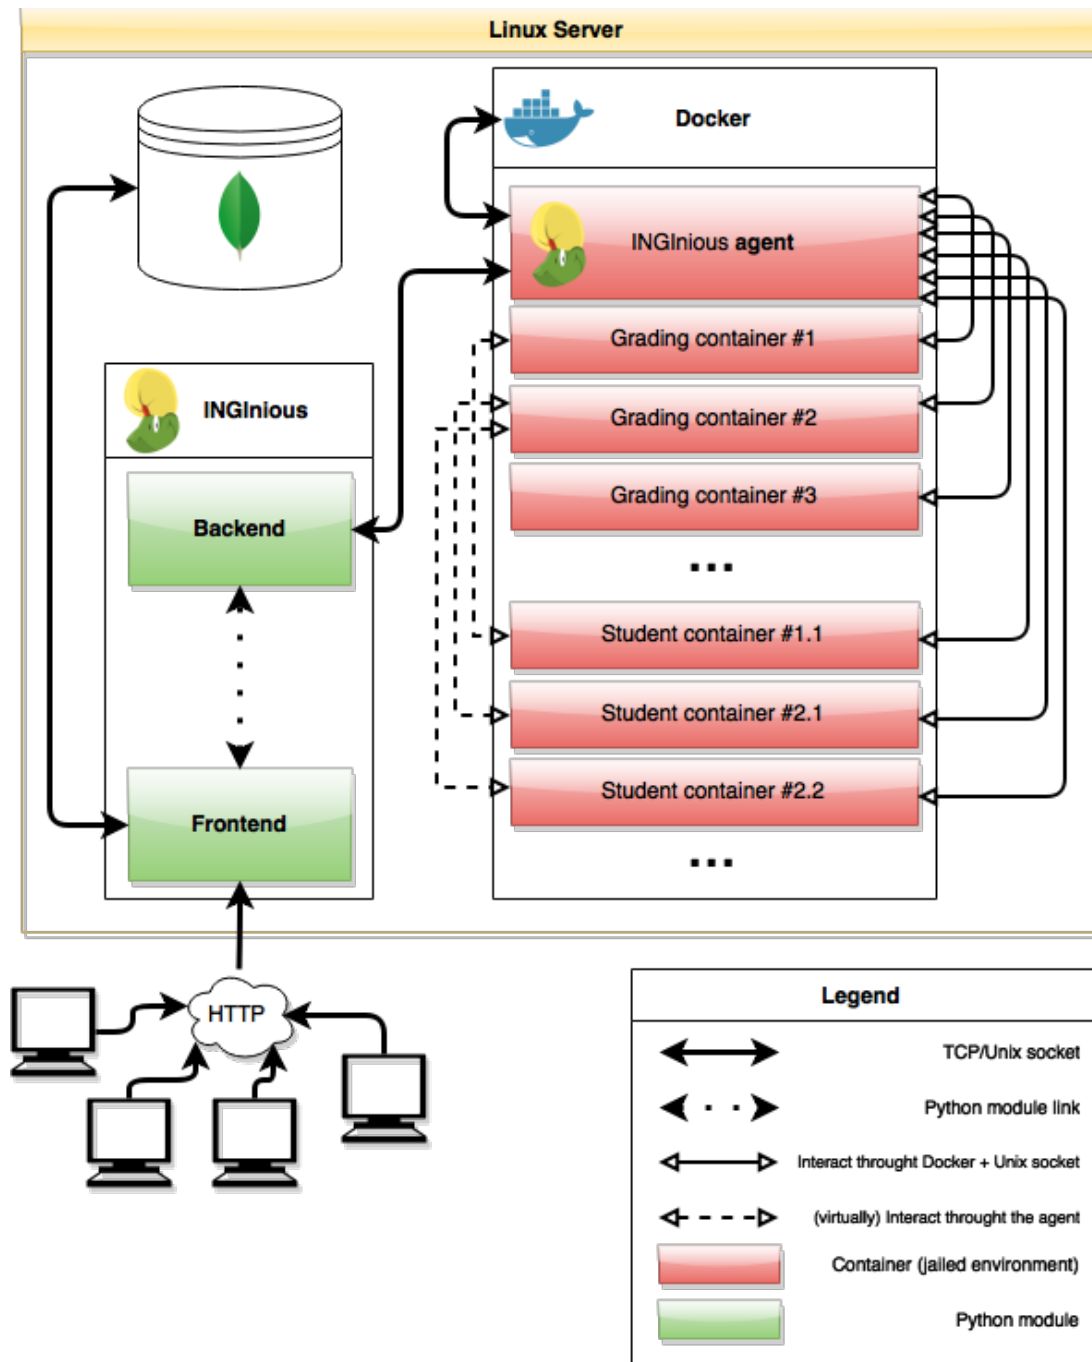 Linux Server
Docker
INGInious agent
Grading container #1
Grading container #2
Grading container #3
...
Student container #1.1
Student container #2.1
Student container #2.2
...
INGInious
Backend
Frontend
HTTP
Legend
TCP/Unix socket
Python module link
Interact throught Docker + Unix socket
(virtually) Interact throught the agent
Container (jailed environment)
Python module